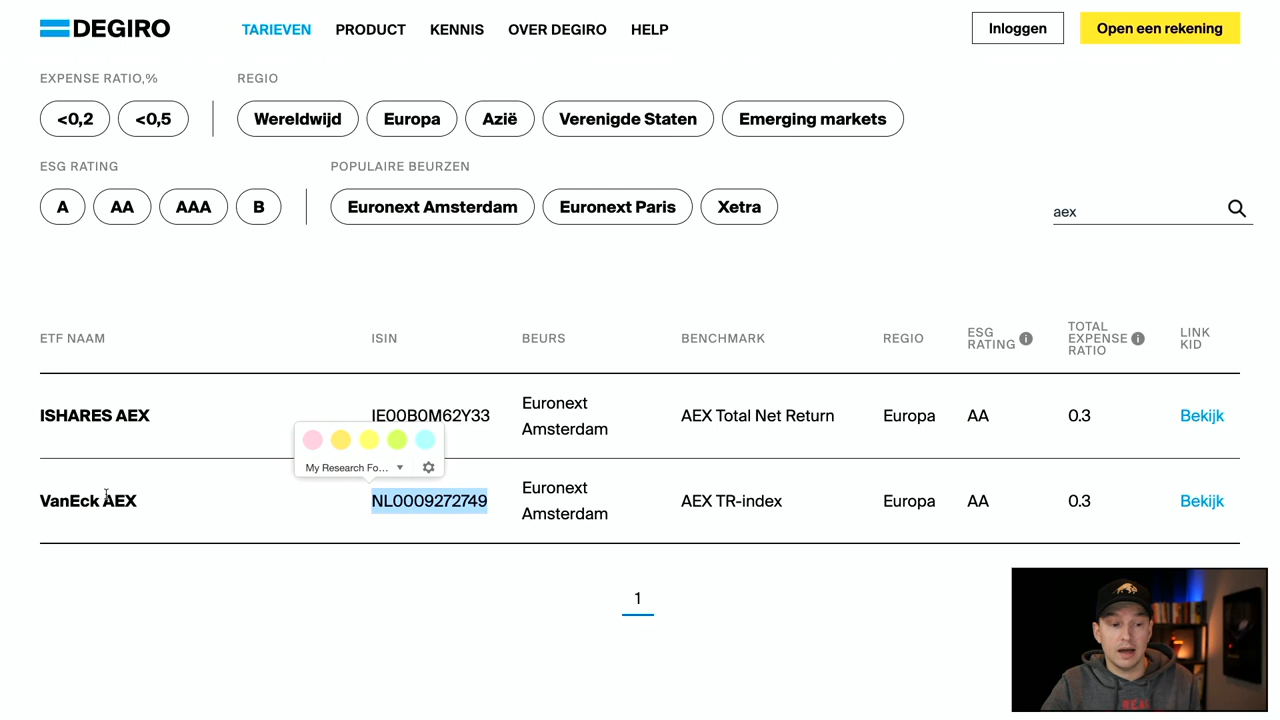 DEGIRO
TARIEVEN PRODUCT KENNIS OVER DEGIRO HELP
Inloggen
Open een rekening
EXPENSE RATIO,%
REGIO
<0,2 <0,5
Wereldwijd Europa Azië Verenigde Staten Emerging markets
ESG RATING
POPULAIRE BEURZEN
A AA AAA B
Euronext Amsterdam Euronext Paris Xetra
aex
ETF NAAM ISIN BEURS BENCHMARK REGIO
ESG
RATING
TOTAL
EXPENSE
RATIO
LINK
KID
ISHARES AEX IE00B0M62Y33
Euronext
Amsterdam
AEX Total Net Return Europa AA 0.3 Bekijk
My Research Fo...
VanEck AEX NL0009272749
Euronext
Amsterdam
AEX TR-index Europa AA 0.3 Bekijk
1